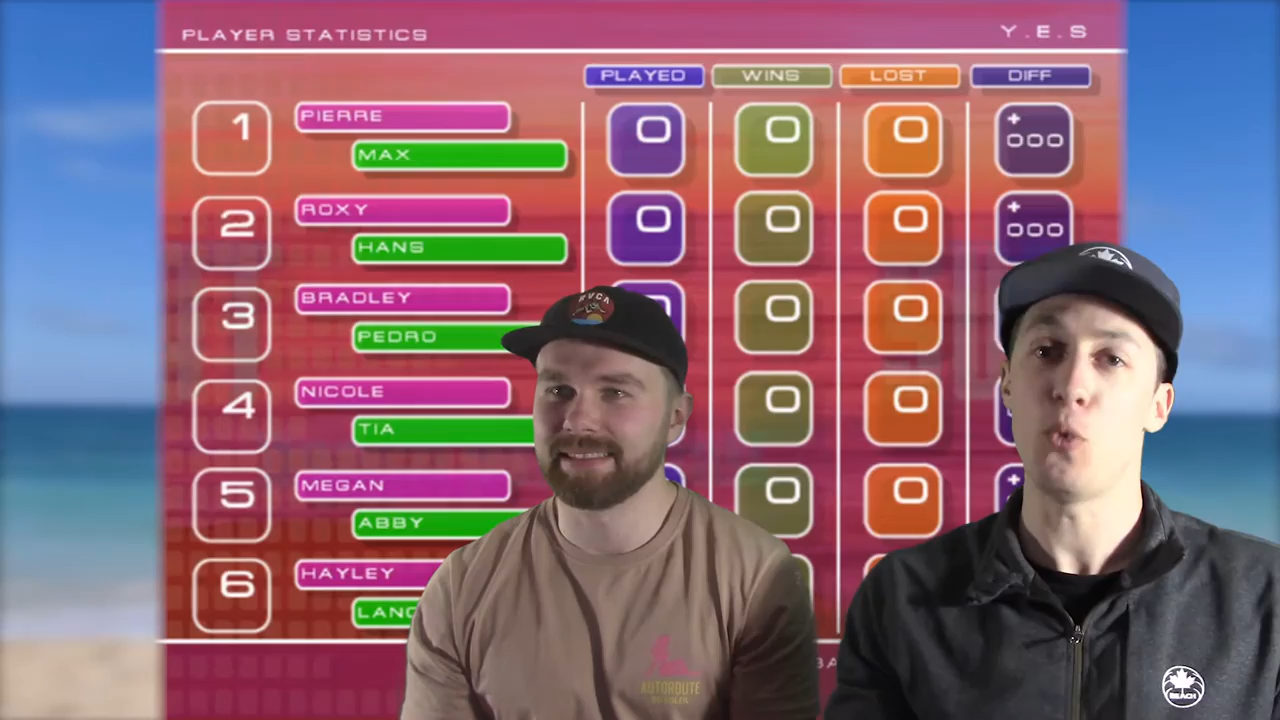 PLAYER STATISTICS
Y.E.S
PLAYED WINS LOST DIFF
1 PIERRE MAX 0 0 0 + 000
2 ROXY HANS 0 0 0 + 000
3 BRADLEY PEDRO 0 0 0
4 NICOLE TIA 0 0
5 MEGAN ABBY 0 0 +
6 HAYLEY
RVCA
AUTOROUTE
BEACH